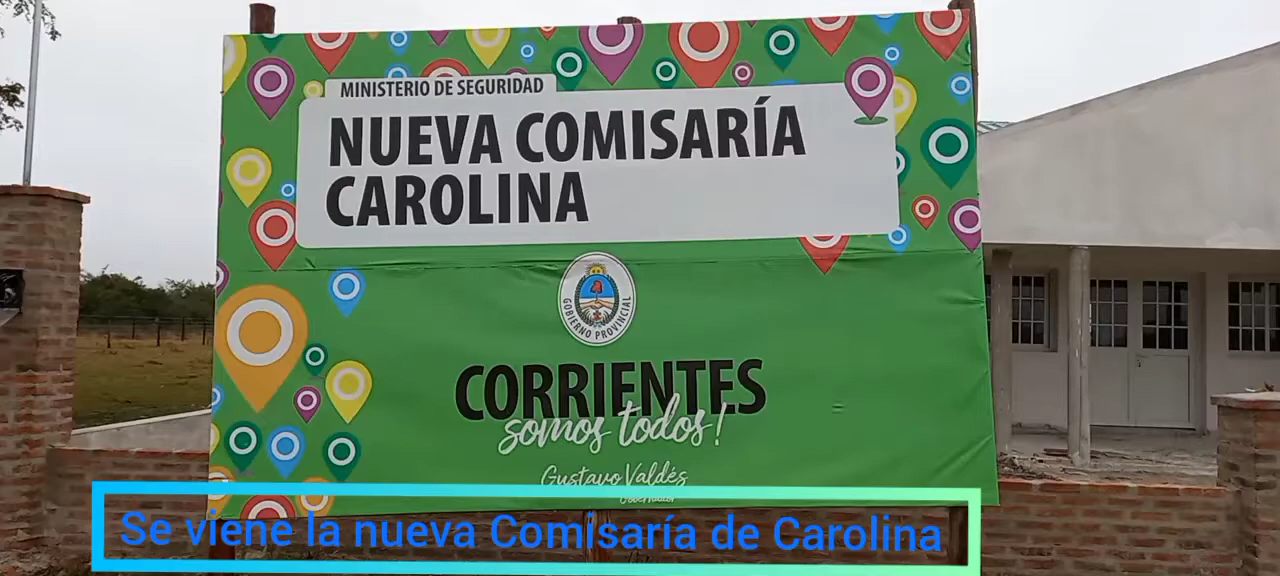 MINISTERIO DE SEGURIDAD
NUEVA COMISARÍA
CAROLINA
GOBIERNO PROVINCIAL
CORRIENTES
somos todos!
Gustavo Valdés
Gobernador
Se viene la nueva Comisaría de Carolina